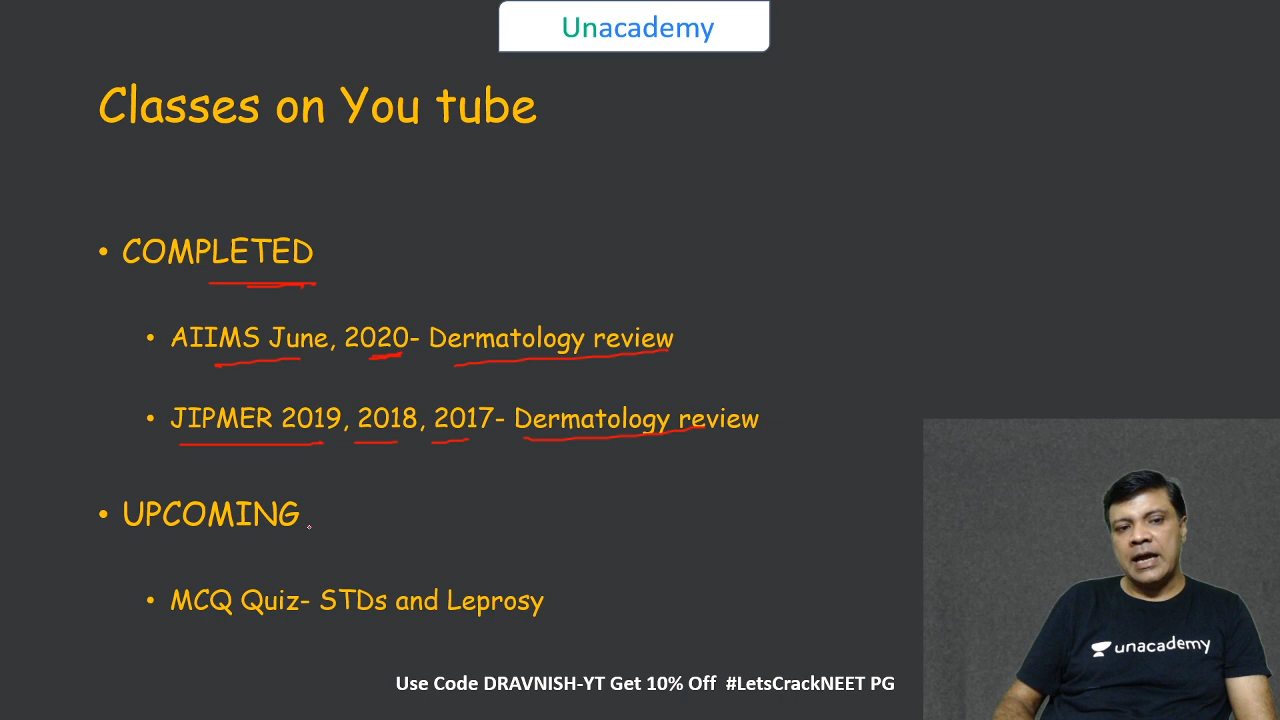 Unacademy
Classes on You tube
• COMPLETED
• AIIMS June, 2020- Dermatology review
• JIPMER 2019, 2018, 2017- Dermatology review
• UPCOMING
• MCQ Quiz- STDs and Leprosy
unacademy
Use Code DRAVNISH-YT Get 10% Off #LetsCrackNEET PG